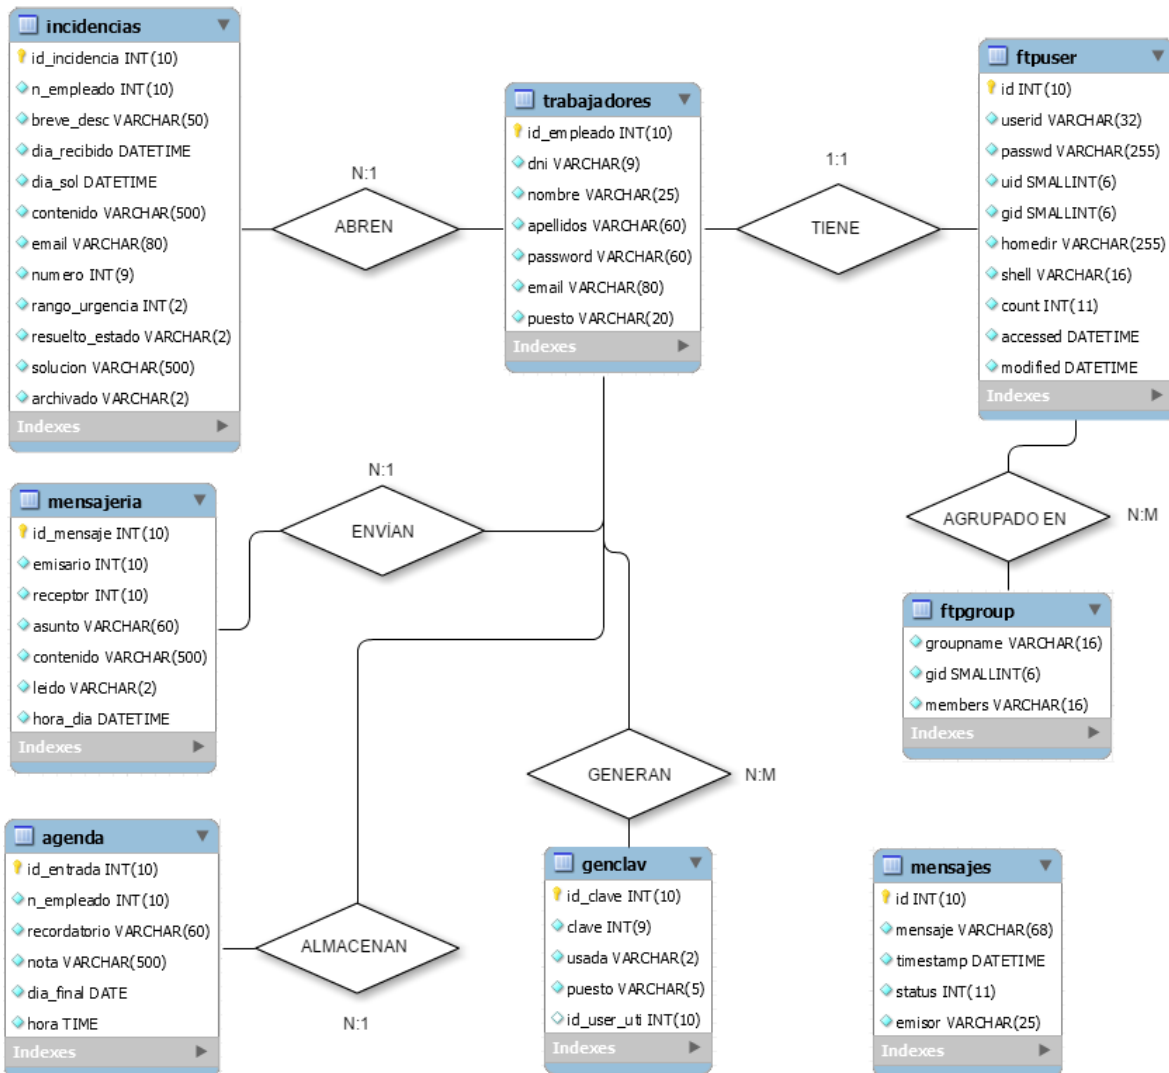 incidencias
id_incidencia INT(10)
n_empleado INT(10)
breve_desc VARCHAR(50)
dia_recibido DATETIME
dia_sol DATETIME
contenido VARCHAR(500)
email VARCHAR(80)
numero INT(9)
rango_urgencia INT(2)
resuelto_estado VARCHAR(2)
solucion VARCHAR(500)
archivado VARCHAR(2)
Indexes
N:1
ABREN
trabajadores
id_empleado INT(10)
dni VARCHAR(9)
nombre VARCHAR(25)
apellidos VARCHAR(60)
password VARCHAR(60)
email VARCHAR(80)
puesto VARCHAR(20)
Indexes
1:1
TIENE
ftpuser
id INT(10)
userid VARCHAR(32)
passwd VARCHAR(255)
uid SMALLINT(6)
gid SMALLINT(6)
homedir VARCHAR(255)
shell VARCHAR(16)
count INT(11)
accessed DATETIME
modified DATETIME
Indexes
mensajeria
id_mensaje INT(10)
emisario INT(10)
receptor INT(10)
asunto VARCHAR(60)
contenido VARCHAR(500)
leido VARCHAR(2)
hora_dia DATETIME
Indexes
N:1
ENVÍAN
AGRUPADO EN
N:M
ftpgroup
groupname VARCHAR(16)
gid SMALLINT(6)
members VARCHAR(16)
Indexes
GENERAN
N:M
agenda
id_entrada INT(10)
n_empleado INT(10)
recordatorio VARCHAR(60)
nota VARCHAR(500)
dia_final DATE
hora TIME
Indexes
ALMACENAN
N:1
genclav
id_clave INT(10)
clave INT(9)
usada VARCHAR(2)
puesto VARCHAR(5)
id_user_uti INT(10)
Indexes
mensajes
id INT(10)
mensaje VARCHAR(68)
timestamp DATETIME
status INT(11)
emisor VARCHAR(25)
Indexes